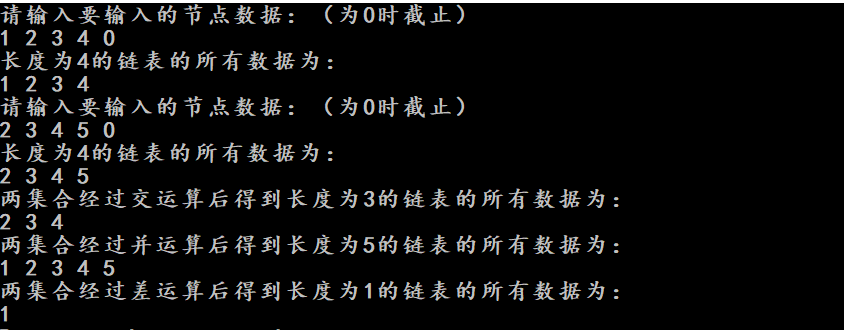 请输入要输入的节点数据：（为0时截止）
1 2 3 4 0
长度为4的链表的所有数据为：
1 2 3 4
请输入要输入的节点数据：（为0时截止）
2 3 4 5 0
长度为4的链表的所有数据为：
2 3 4 5
两集合经过交运算后得到长度为3的链表的所有数据为：
2 3 4
两集合经过并运算后得到长度为5的链表的所有数据为：
1 2 3 4 5
两集合经过差运算后得到长度为1的链表的所有数据为：
1